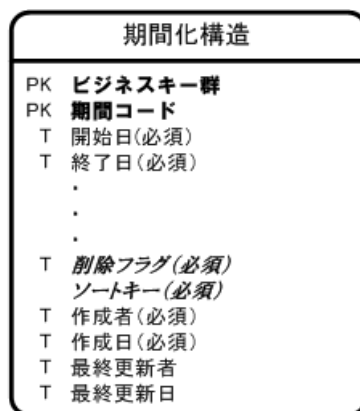 期間化構造
PK ビジネスキー群
PK 期間コード
T 開始日(必須)
T 終了日(必須)
・
・
・
T 削除フラグ(必須)
ソートキー(必須)
T 作成者(必須)
T 作成日(必須)
T 最終更新者
T 最終更新日